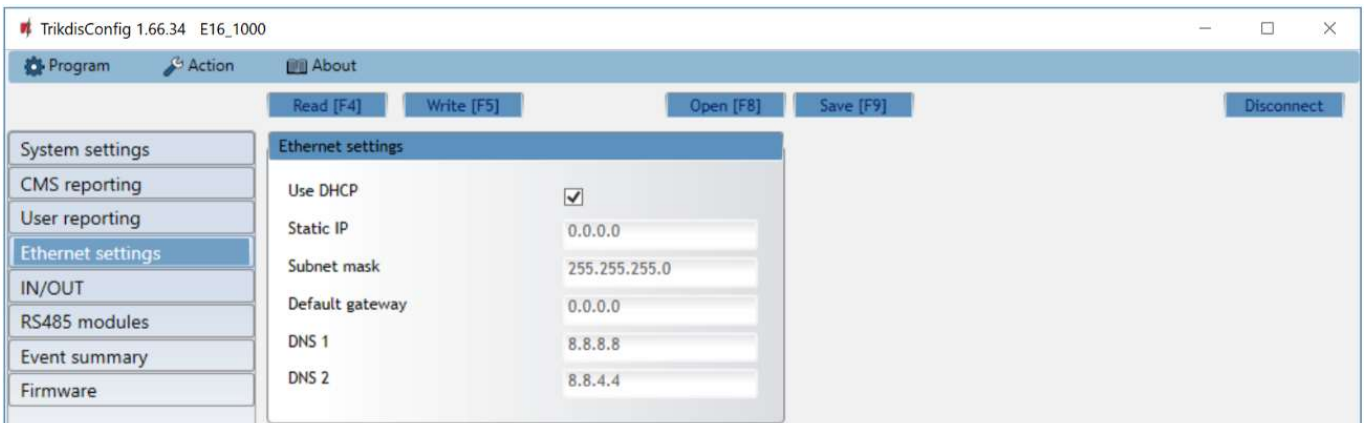 TrikdisConfig 1.66.34 E16_1000
Program Action About
Read [F4] Write [F5] Open [F8] Save [F9] Disconnect
System settings
CMS reporting
User reporting
Ethernet settings
IN/OUT
RS485 modules
Event summary
Firmware
Ethernet settings
Use DHCP
Static IP 0.0.0.0
Subnet mask 255.255.255.0
Default gateway 0.0.0.0
DNS 1 8.8.8.8
DNS 2 8.8.4.4